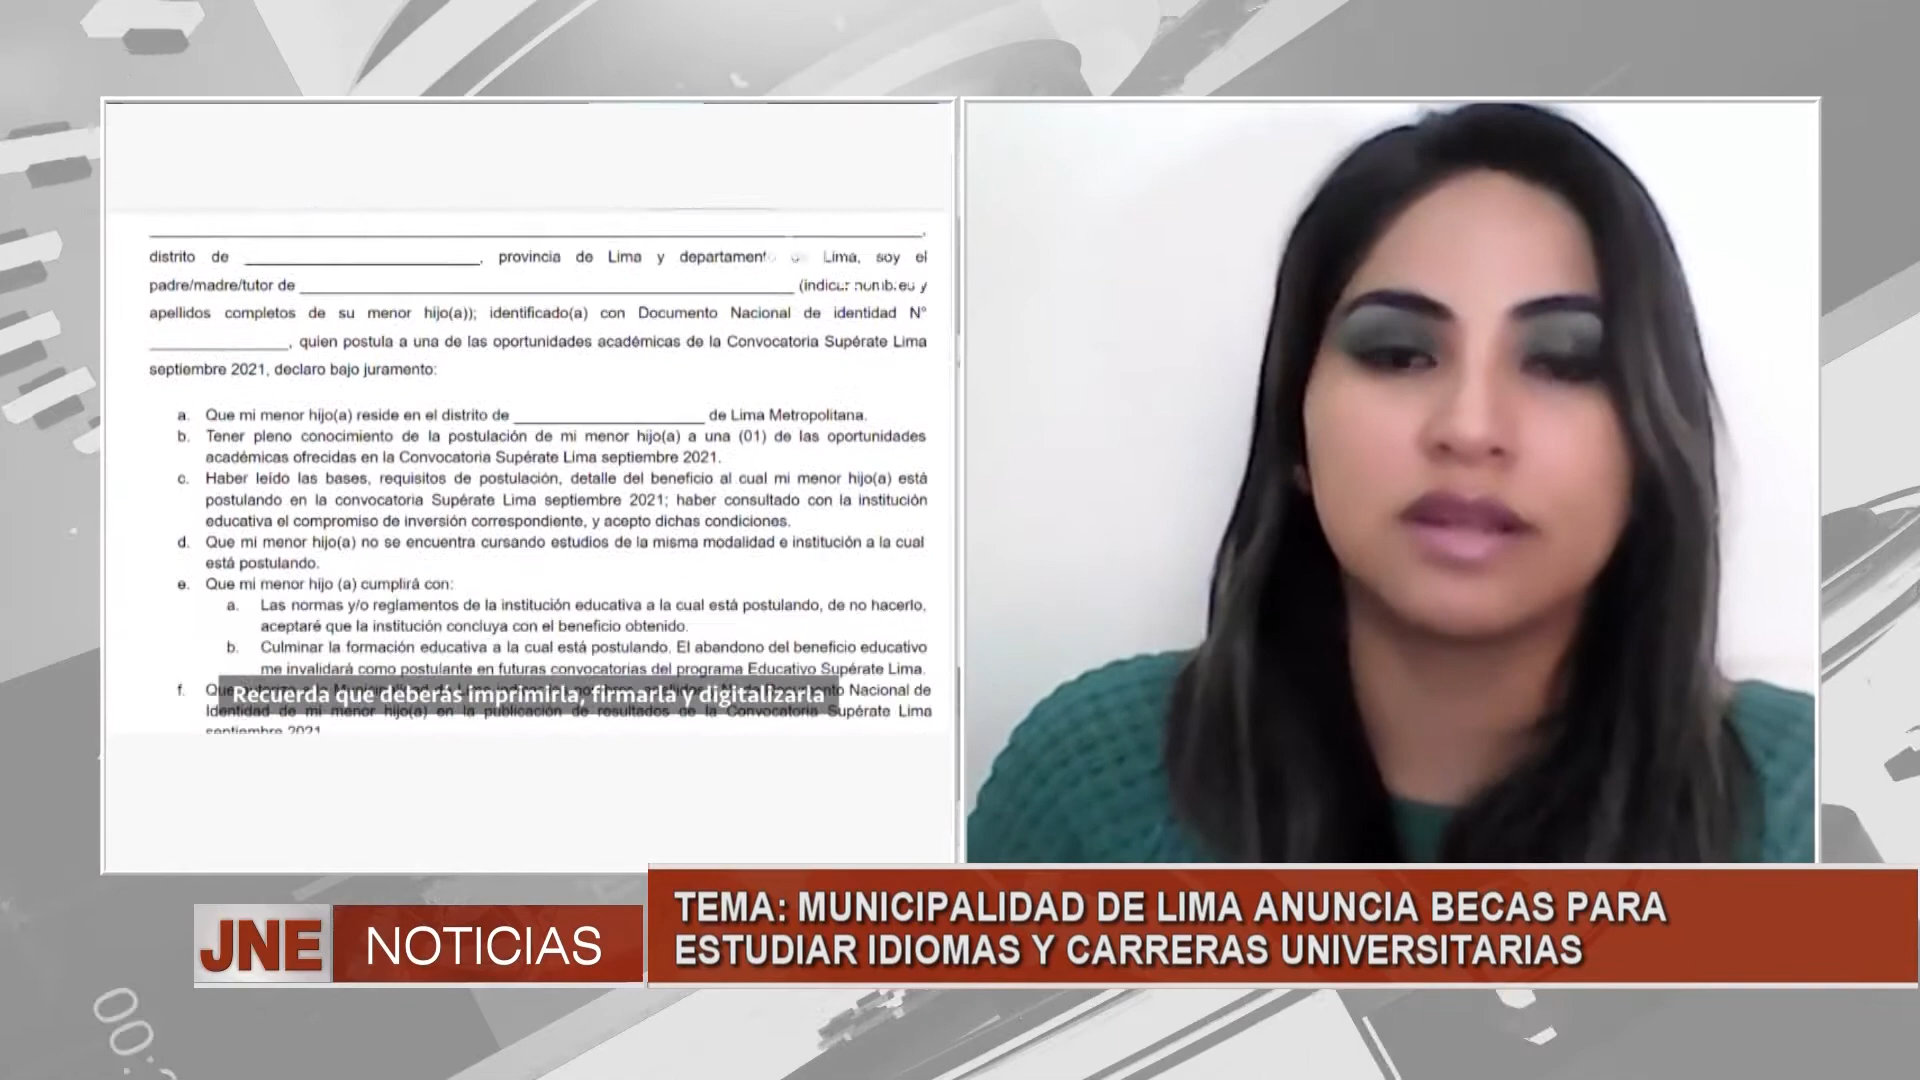 distrito de ____________________, provincia de Lima y departamento de Lima, soy el
padre/madre/tutor de ____________________ (indicar nombres y
apellidos completos de su menor hijo(a)); identificado(a) con Documento Nacional de identidad N°
____________________, quien postula a una de las oportunidades académicas de la Convocatoria Supérate Lima
septiembre 2021, declaro bajo juramento:
a. Que mi menor hijo(a) reside en el distrito de ____________________ de Lima Metropolitana.
b. Tener pleno conocimiento de la postulación de mi menor hijo(a) a una (01) de las oportunidades
académicas ofrecidas en la Convocatoria Supérate Lima septiembre 2021.
c. Haber leído las bases, requisitos de postulación, detalle del beneficio al cual mi menor hijo(a) está
postulando en la convocatoria Supérate Lima septiembre 2021; haber consultado con la institución
educativa el compromiso de inversión correspondiente, y acepto dichas condiciones.
d. Que mi menor hijo(a) no se encuentra cursando estudios de la misma modalidad e institución a la cual
está postulando.
e. Que mi menor hijo (a) cumplirá con:
a. Las normas y/o reglamentos de la institución educativa a la cual está postulando, de no hacerlo,
aceptaré que la institución concluya con el beneficio obtenido.
b. Culminar la formación educativa a la cual está postulando. El abandono del beneficio educativo
me invalidará como postulante en futuras convocatorias del programa Educativo Supérate Lima.
f. Que Nacional de
Recuerda que deberás imprimirla, firmarla y digitalizarla
Identidad de mi menor hijo(a) en la publicación de resultados de la Convocatoria Supérate Lima
septiembre 2021
TEMA: MUNICIPALIDAD DE LIMA ANUNCIA BECAS PARA
ESTUDIAR IDIOMAS Y CARRERAS UNIVERSITARIAS
JNE NOTICIAS